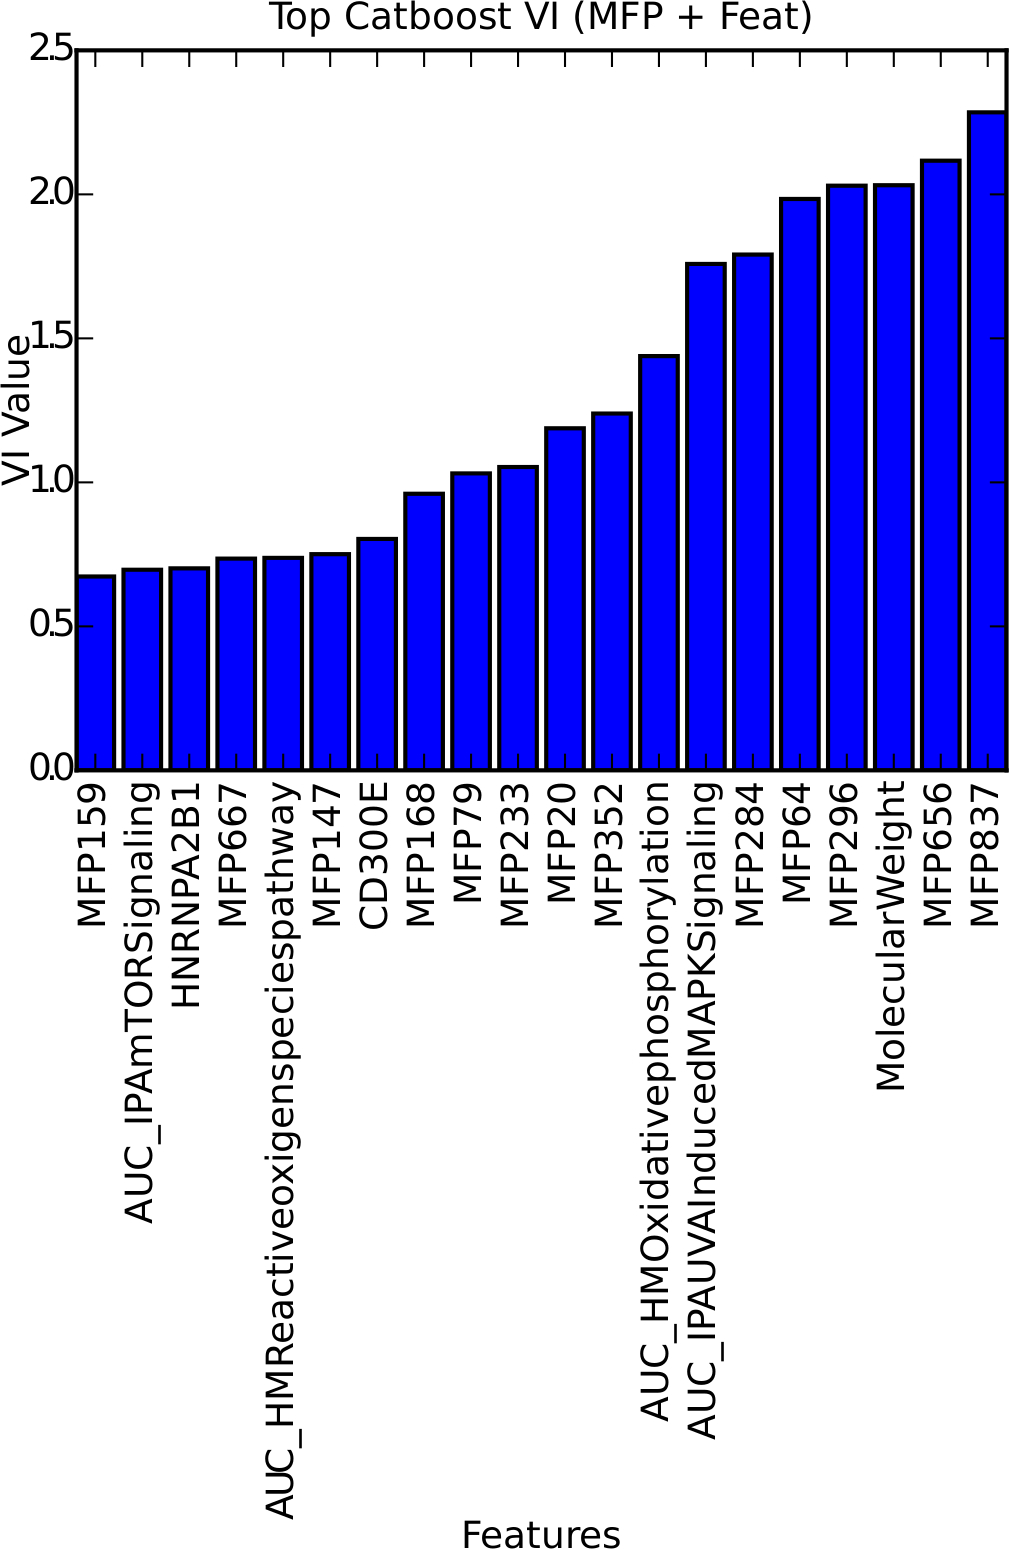 Top Catboost VI (MFP + Feat)
2.5
2.0
1.5
1.0
0.5
0.0
VI Value
MFP159
AUC_IPAmTORSignaling
HNRNPA2B1
MFP667
AUC_HMReactiveoxigenspeciespathway
MFP147
CD300E
MFP168
MFP79
MFP233
MFP20
MFP352
AUC_HMOxidativephosphorylation
AUC_IPAUVAInducedMAPKSignaling
MFP284
MFP64
MFP296
MolecularWeight
MFP656
MFP837
Features